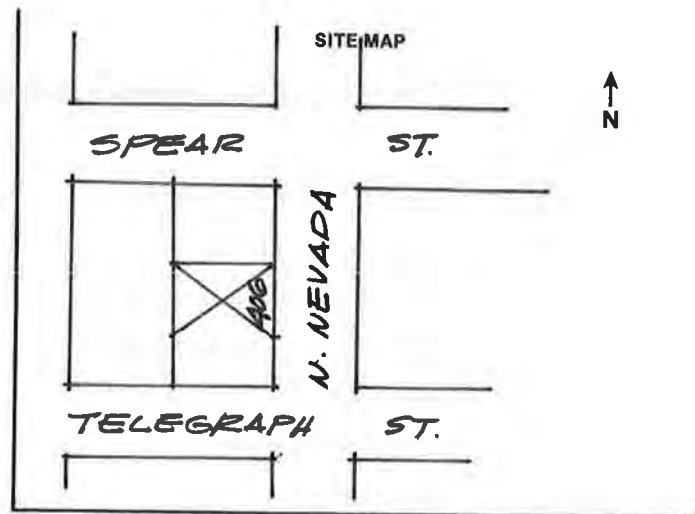 SITE MAP
N
SPEAR ST.
N. NEVADA
406
TELEGRAPH ST.